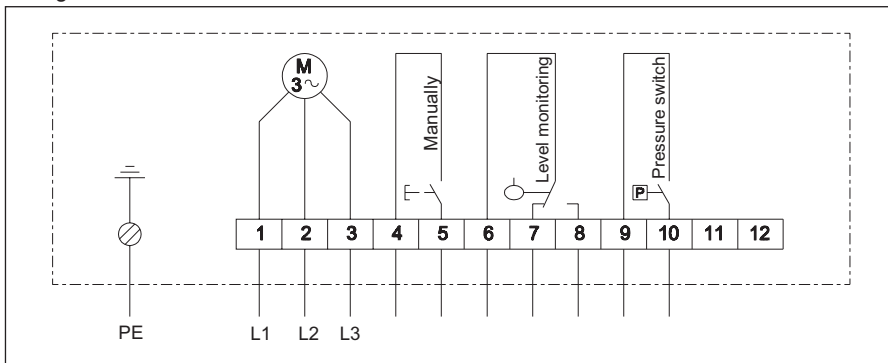 M
3~
Manually
Level monitoring
Pressure switch
P
1 2 3 4 5 6 7 8 9 10 11 12
PE L1 L2 L3